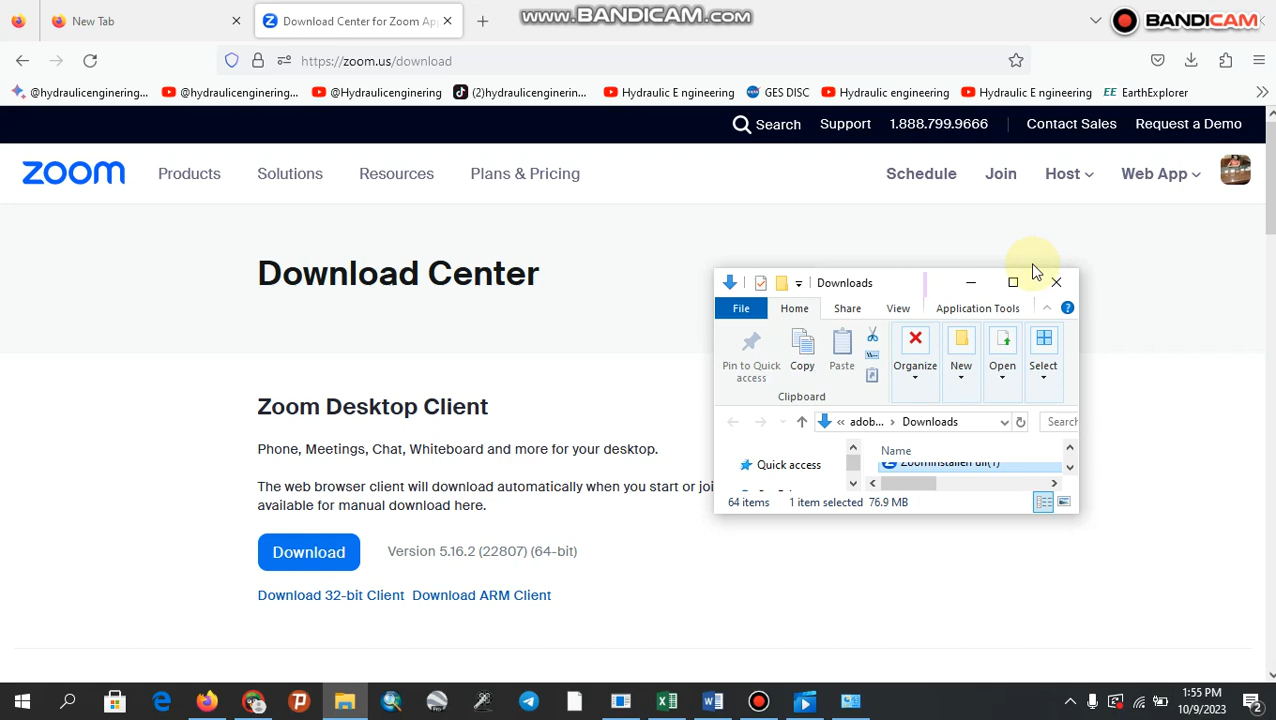 New Tab
Download Center for Zoom Ap
www.BANDICAM.com
BANDICAM
https://zoom.us/download
@hydraulicenginering...
@hydraulicenginering...
@Hydraulicenginering
(2)hydraulicenginerin...
Hydraulic E ngineering
GES DISC
Hydraulic engineering
Hydraulic E ngineering
EE EarthExplorer
Search
Support
1.888.799.9666
Contact Sales
Request a Demo
zoom
Products
Solutions
Resources
Plans & Pricing
Schedule
Join
Host
Web App
Download Center
Downloads
File
Home
Share
View
Application Tools
Pin to Quick access
Copy
Paste
Organize
New
Open
Select
Clipboard
« adob... > Downloads
Search
Quick access
Name
64 items
1 item selected 76.9 MB
Zoom Desktop Client
Phone, Meetings, Chat, Whiteboard and more for your desktop.
The web browser client will download automatically when you start or joi
available for manual download here.
Download
Version 5.16.2 (22807) (64-bit)
Download 32-bit Client
Download ARM Client
1:55 PM
10/9/2023
2